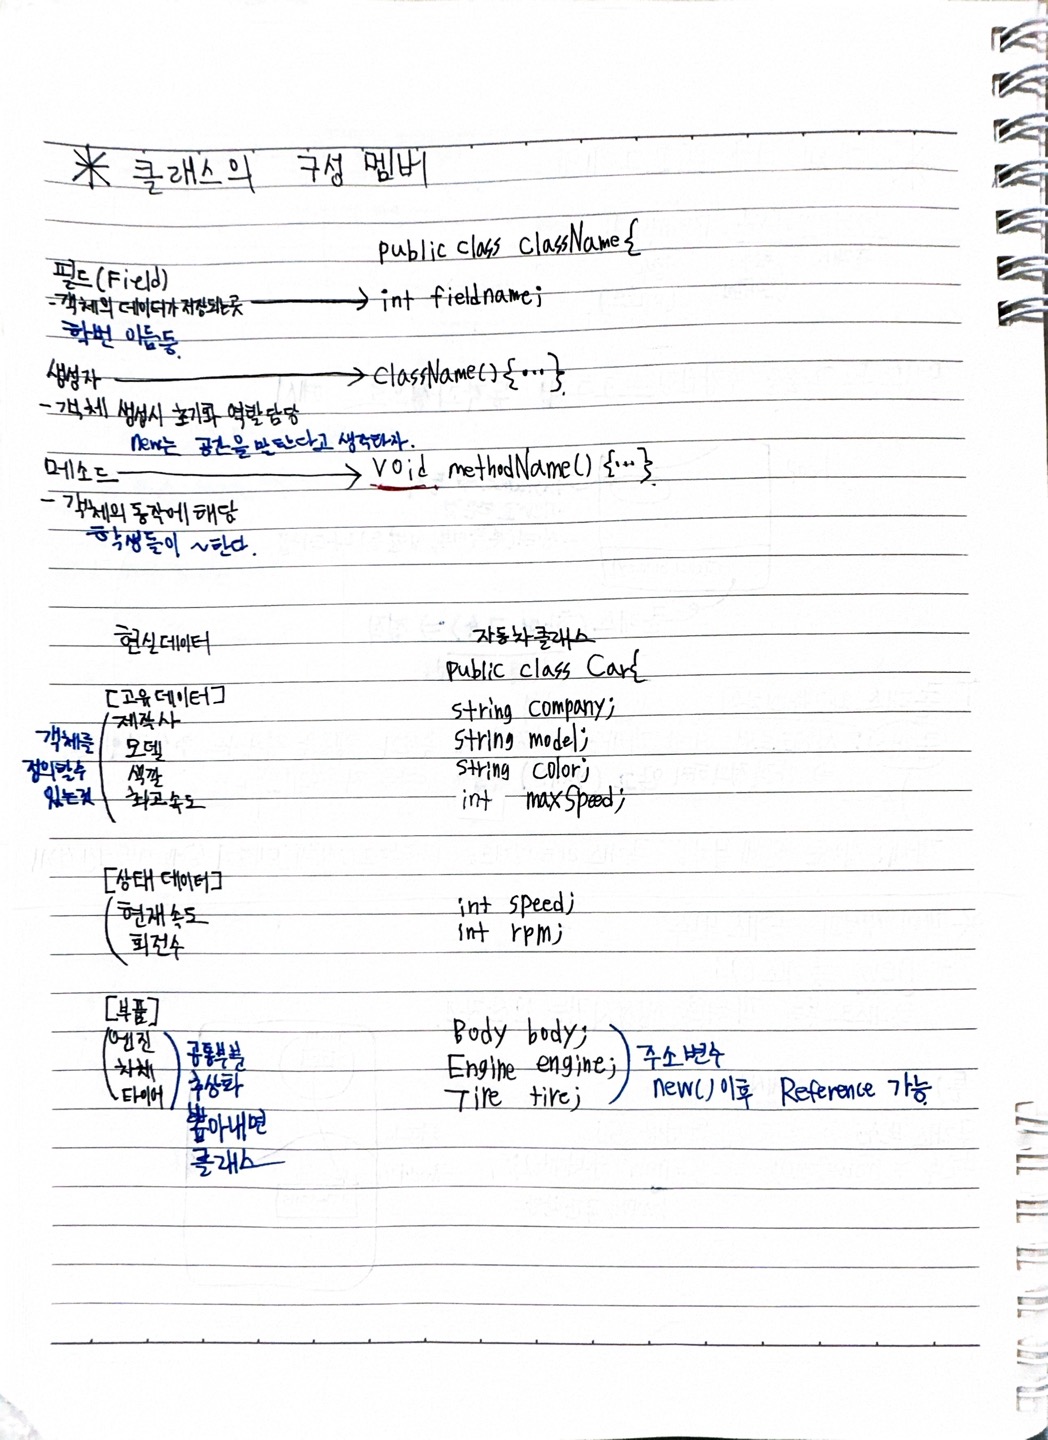 * 클래스의 구성 멤버
public class className{
필드(Field)
-객체의 데이터가 저장되는곳 → int fieldname;
학번 이름등.
생성자 → className(){…}.
- 객체 생성시 초기화 역할담당
new는 공간을 만든다고 생각하자.
메소드 → void methodName() {…}.
- 객체의 동작에 해당
학생들이 ~한다.
현실데이터 자동차클래스
public class Car{
[고유데이터]
제작사 string company;
객체를 모델 string model;
정의할수 색깔 string color;
있는것 최고속도 int maxSpeed;
[상태 데이터]
현재속도 int speed;
회전수 int rpm;
[부품]
엔진 공통부분 Body body; 주소변수
차체 추상화 Engine engine; new()이후 Reference 가능.
타이어 Tire tire;
뽑아내면
클래스